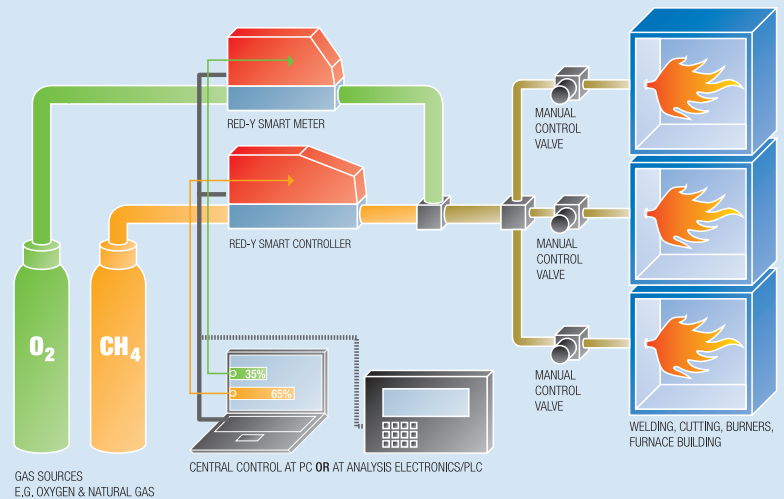 RED-Y SMART METER
RED-Y SMART CONTROLLER
MANUAL
CONTROL
VALVE
MANUAL
CONTROL
VALVE
MANUAL
CONTROL
VALVE
O₂
CH₄
35%
65%
GAS SOURCES
E,G, OXYGEN & NATURAL GAS
CENTRAL CONTROL AT PC OR AT ANALYSIS ELECTRONICS/PLC
WELDING, CUTTING, BURNERS,
FURNACE BUILDING